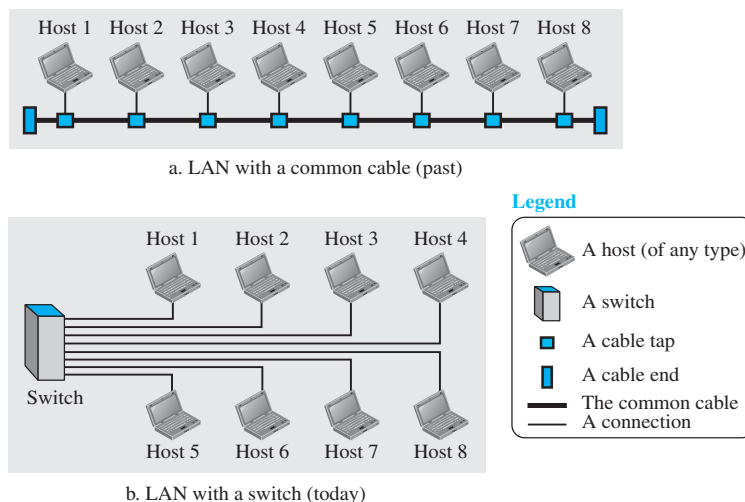 Host 1 Host 2 Host 3 Host 4 Host 5 Host 6 Host 7 Host 8
a. LAN with a common cable (past)
Host 1 Host 2 Host 3 Host 4
Switch
Host 5 Host 6 Host 7 Host 8
b. LAN with a switch (today)
Legend
A host (of any type)
A switch
A cable tap
A cable end
The common cable
A connection